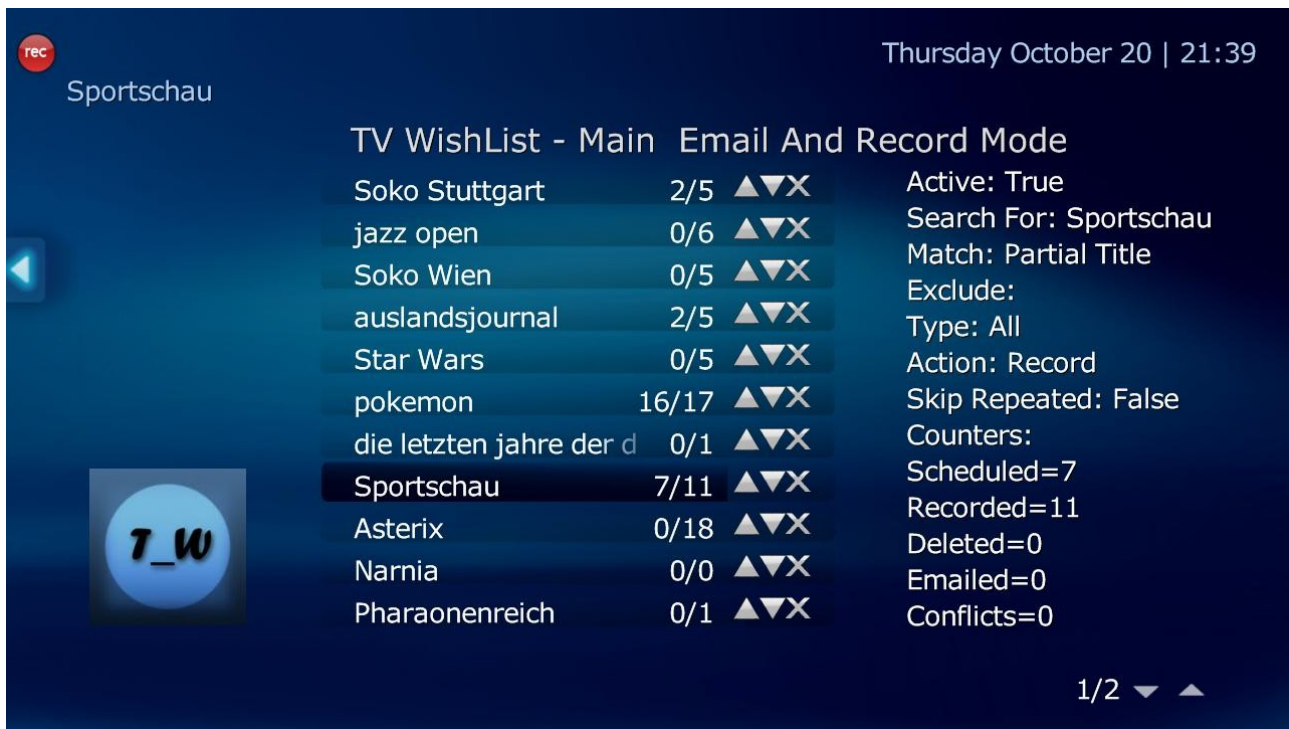 rec
Thursday October 20 | 21:39
Sportschau
TV WishList - Main Email And Record Mode
Soko Stuttgart 2/5
jazz open 0/6
Soko Wien 0/5
auslandsjournal 2/5
Star Wars 0/5
pokemon 16/17
die letzten jahre der d 0/1
Sportschau 7/11
Asterix 0/18
Narnia 0/0
Pharaonenreich 0/1
Active: True
Search For: Sportschau
Match: Partial Title
Exclude:
Type: All
Action: Record
Skip Repeated: False
Counters:
Scheduled=7
Recorded=11
Deleted=0
Emailed=0
Conflicts=0
T_W
1/2